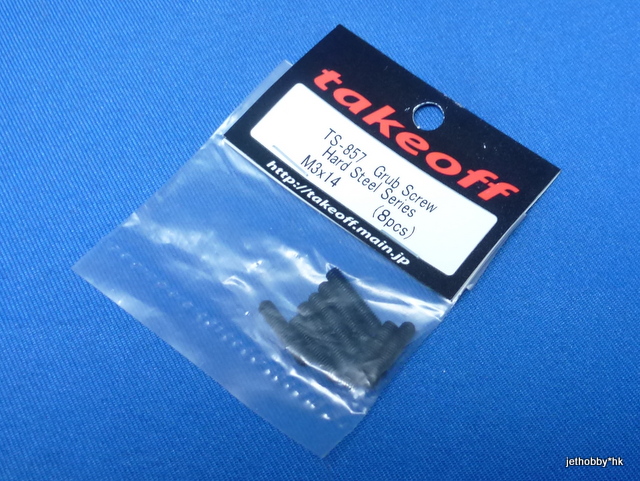 takeoff
TS-857 Grub Screw
Hard Steel Series
M3x14 (8pcs)
http://takeoff.main.jp
jethobby*hk